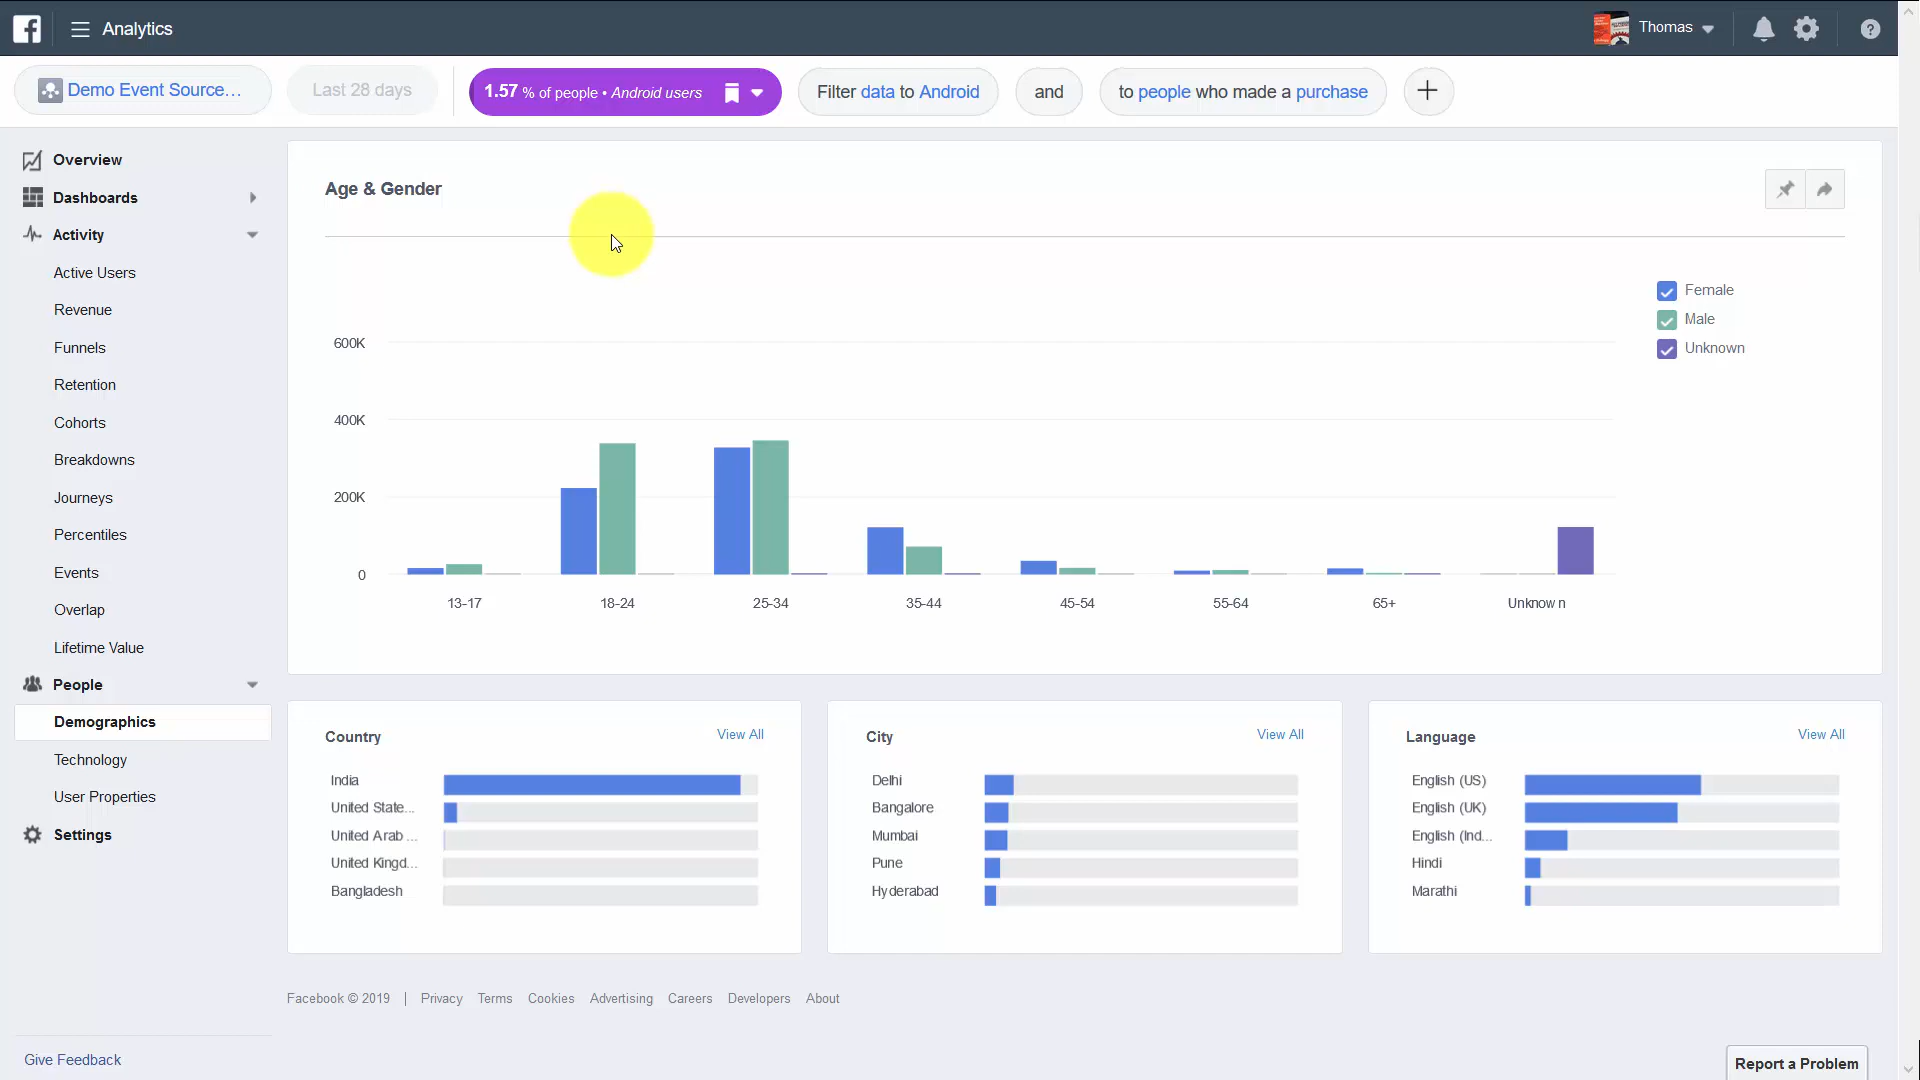 Analytics
Thomas
Demo Event Source...
Last 28 days
1.57 % of people • Android users
Filter data to Android
and
to people who made a purchase
Overview
Dashboards
Activity
Active Users
Revenue
Funnels
Retention
Cohorts
Breakdowns
Journeys
Percentiles
Events
Overlap
Lifetime Value
People
Demographics
Technology
User Properties
Settings
Give Feedback
Age & Gender
Female
Male
Unknown
600K
400K
200K
0
13-17 18-24 25-34 35-44 45-54 55-64 65+ Unknown
Country View All
India
United State...
United Arab ...
United Kingd...
Bangladesh
City View All
Delhi
Bangalore
Mumbai
Pune
Hyderabad
Language View All
English (US)
English (UK)
English (Ind...
Hindi
Marathi
Facebook © 2019 | Privacy Terms Cookies Advertising Careers Developers About
Report a Problem